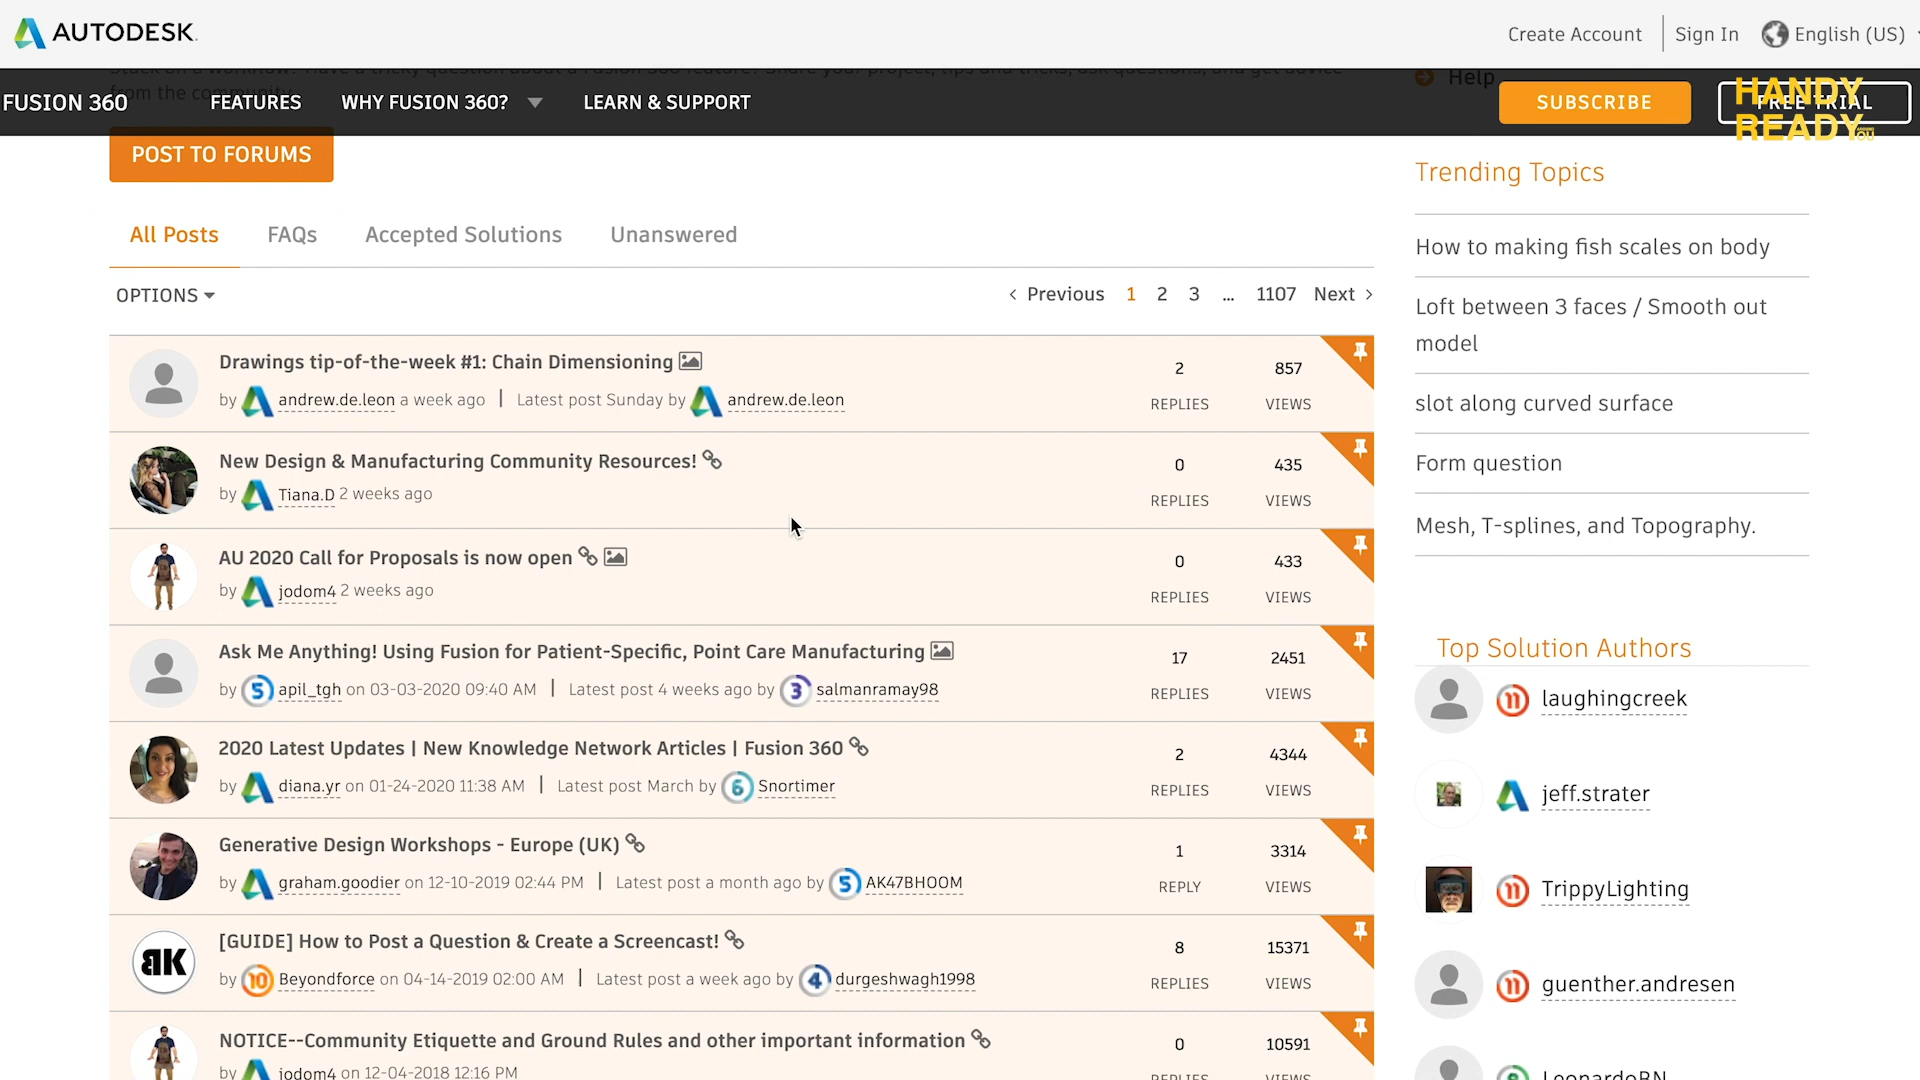 AUTODESK.
Create Account
Sign In
English (US)
from the community.
Help
FUSION 360
FEATURES
WHY FUSION 360?
LEARN & SUPPORT
SUBSCRIBE
FREE TRIAL
HANDY
READY
POST TO FORUMS
All Posts
FAQs
Accepted Solutions
Unanswered
OPTIONS
Previous 1 2 3 ... 1107 Next
Drawings tip-of-the-week #1: Chain Dimensioning
by andrew.de.leon a week ago | Latest post Sunday by andrew.de.leon
2 REPLIES
857 VIEWS
New Design & Manufacturing Community Resources!
by Tiana.D 2 weeks ago
0 REPLIES
435 VIEWS
AU 2020 Call for Proposals is now open
by jodom4 2 weeks ago
0 REPLIES
433 VIEWS
Ask Me Anything! Using Fusion for Patient-Specific, Point Care Manufacturing
by 5 apil_tgh on 03-03-2020 09:40 AM | Latest post 4 weeks ago by 3 salmanramay98
17 REPLIES
2451 VIEWS
2020 Latest Updates | New Knowledge Network Articles | Fusion 360
by diana.yr on 01-24-2020 11:38 AM | Latest post March by 6 Snortimer
2 REPLIES
4344 VIEWS
Generative Design Workshops - Europe (UK)
by graham.goodier on 12-10-2019 02:44 PM | Latest post a month ago by 5 AK47BHOOM
1 REPLY
3314 VIEWS
BK
[GUIDE] How to Post a Question & Create a Screencast!
by 10 Beyondforce on 04-14-2019 02:00 AM | Latest post a week ago by 4 durgeshwagh1998
8 REPLIES
15371 VIEWS
NOTICE--Community Etiquette and Ground Rules and other important information
by jodom4 on 12-04-2018 12:16 PM
0 REPLIES
10591 VIEWS
Trending Topics
How to making fish scales on body
Loft between 3 faces / Smooth out
model
slot along curved surface
Form question
Mesh, T-splines, and Topography.
Top Solution Authors
11 laughingcreek
jeff.strater
11 TrippyLighting
11 guenther.andresen
LeonardoBN